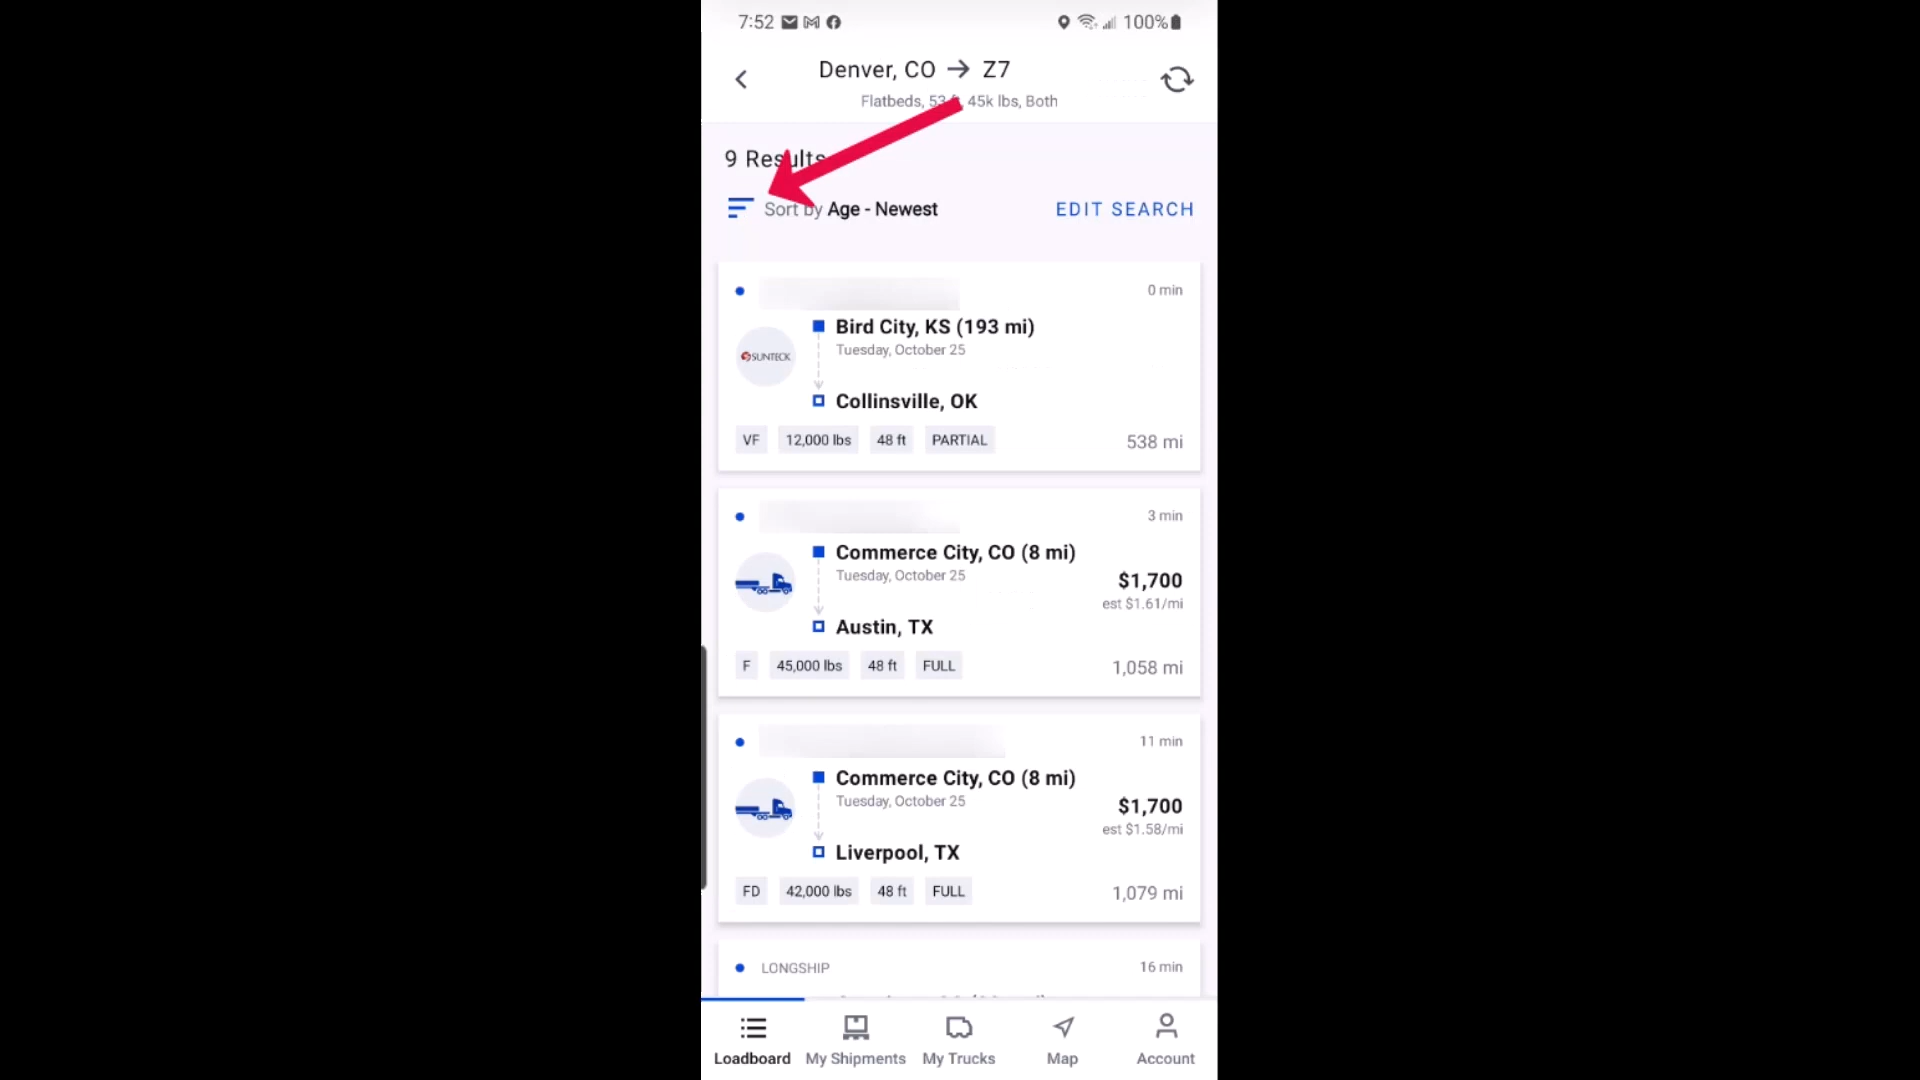 7:52 100%
Denver, CO → Z7
Flatbeds, 53 ft, 45k lbs, Both
9 Results
Sort by Age - Newest EDIT SEARCH
0 min
Bird City, KS (193 mi)
Tuesday, October 25
SUNTECK
Collinsville, OK
VF 12,000 lbs 48 ft PARTIAL 538 mi
3 min
Commerce City, CO (8 mi)
Tuesday, October 25
$1,700
est $1.61/mi
Austin, TX
F 45,000 lbs 48 ft FULL 1,058 mi
11 min
Commerce City, CO (8 mi)
Tuesday, October 25
$1,700
est $1.58/mi
Liverpool, TX
FD 42,000 lbs 48 ft FULL 1,079 mi
LONGSHIP 16 min
Loadboard My Shipments My Trucks Map Account